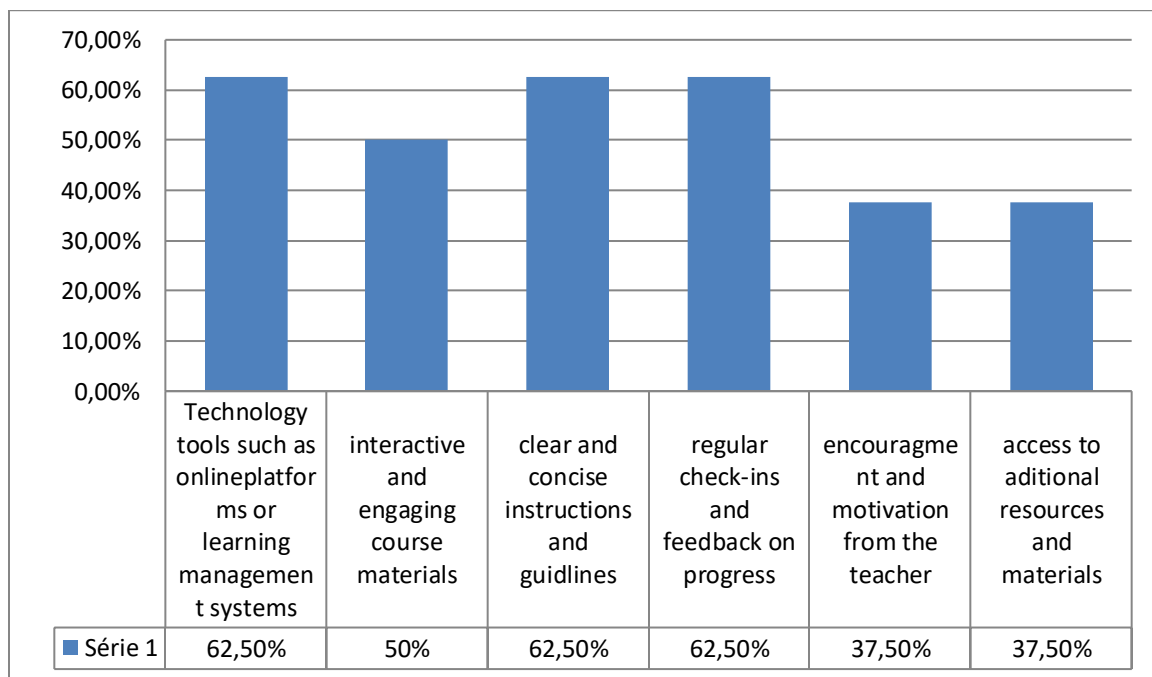 70,00%
60,00%
50,00%
40,00%
30,00%
20,00%
10,00%
0,00%
Technology
tools such as
onlineplatfor
ms or
learning
managemen
t systems
interactive
and
engaging
course
materials
clear and
concise
instructions
and
guidlines
regular
check-ins
and
feedback on
progress
encouragme
nt and
motivation
from the
teacher
access to
aditional
resources
and
materials
Série 1
62,50%
50%
62,50%
62,50%
37,50%
37,50%